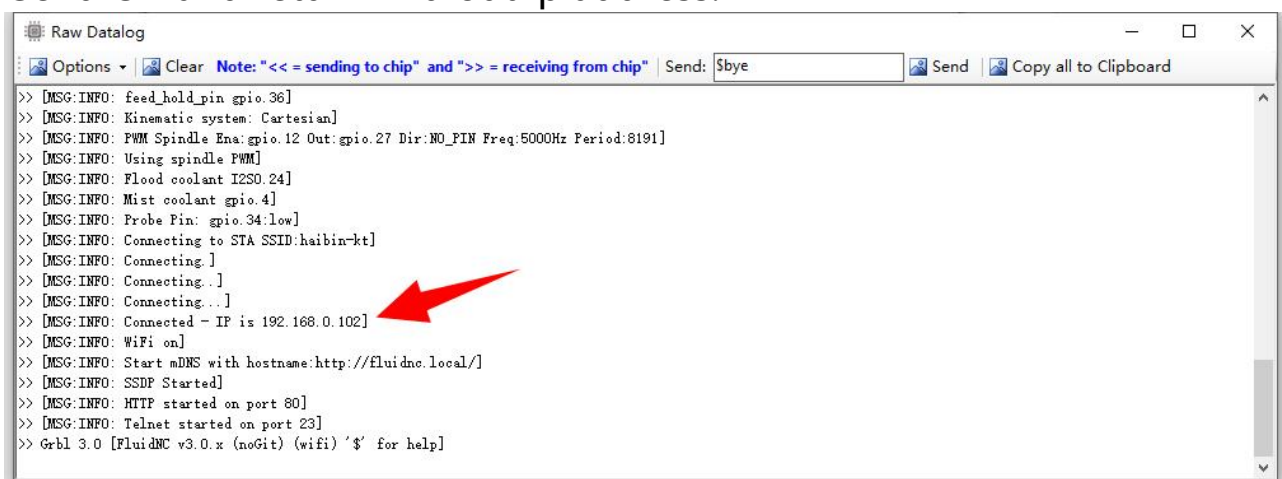 Raw Datalog
Options Clear Note: "<< = sending to chip" and ">> = receiving from chip" Send: $bye Send Copy all to Clipboard
>> [MSG:INFO: feed_hold_pin gpio.36]
>> [MSG:INFO: Kinematic system: Cartesian]
>> [MSG:INFO: PWM Spindle Ena:gpio.12 Out:gpio.27 Dir:NO_PIN Freq:5000Hz Period:8191]
>> [MSG:INFO: Using spindle PWM]
>> [MSG:INFO: Flood coolant I2SO.24]
>> [MSG:INFO: Mist coolant gpio.4]
>> [MSG:INFO: Probe Pin: gpio.34:low]
>> [MSG:INFO: Connecting to STA SSID:haibin-kt]
>> [MSG:INFO: Connecting.]
>> [MSG:INFO: Connecting..]
>> [MSG:INFO: Connecting...]
>> [MSG:INFO: Connected - IP is 192.168.0.102]
>> [MSG:INFO: WiFi on]
>> [MSG:INFO: Start mDNS with hostname:http://fluidnc.local/]
>> [MSG:INFO: SSDP Started]
>> [MSG:INFO: HTTP started on port 80]
>> [MSG:INFO: Telnet started on port 23]
>> Grbl 3.0 [FluidNC v3.0.x (noGit) (wifi) '$' for help]